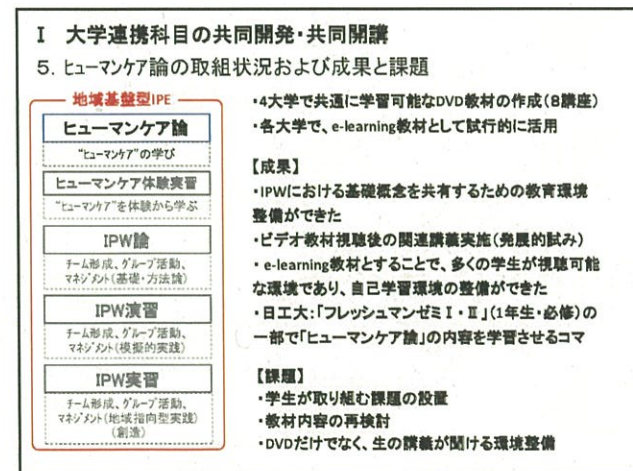 Ⅰ 大学連携科目の共同開発・共同開講
5. ヒューマンケア論の取組状況および成果と課題
地域基盤型IPE
ヒューマンケア論
“ヒューマンケア”の学び
ヒューマンケア体験実習
“ヒューマンケア”を体験から学ぶ
IPW論
チーム形成、グループ活動、
マネジメント(基礎・方法論)
IPW演習
チーム形成、グループ活動、
マネジメント(模擬的実践)
IPW実習
チーム形成、グループ活動、
マネジメント(地域指向型実践)
(創造)
・4大学で共通に学習可能なDVD教材の作成(8講座)
・各大学で、e-learning教材として試行的に活用
【成果】
・IPWにおける基礎概念を共有するための教育環境
整備ができた
・ビデオ教材視聴後の関連講義実施(発展的試み)
・e-learning教材とすることで、多くの学生が視聴可能
な環境であり、自己学習環境の整備ができた
・日工大:「フレッシュマンゼミⅠ・Ⅱ」(1年生・必修)の
一部で「ヒューマンケア論」の内容を学習させるコマ
【課題】
・学生が取り組む課題の設置
・教材内容の再検討
・DVDだけでなく、生の講義が聞ける環境整備